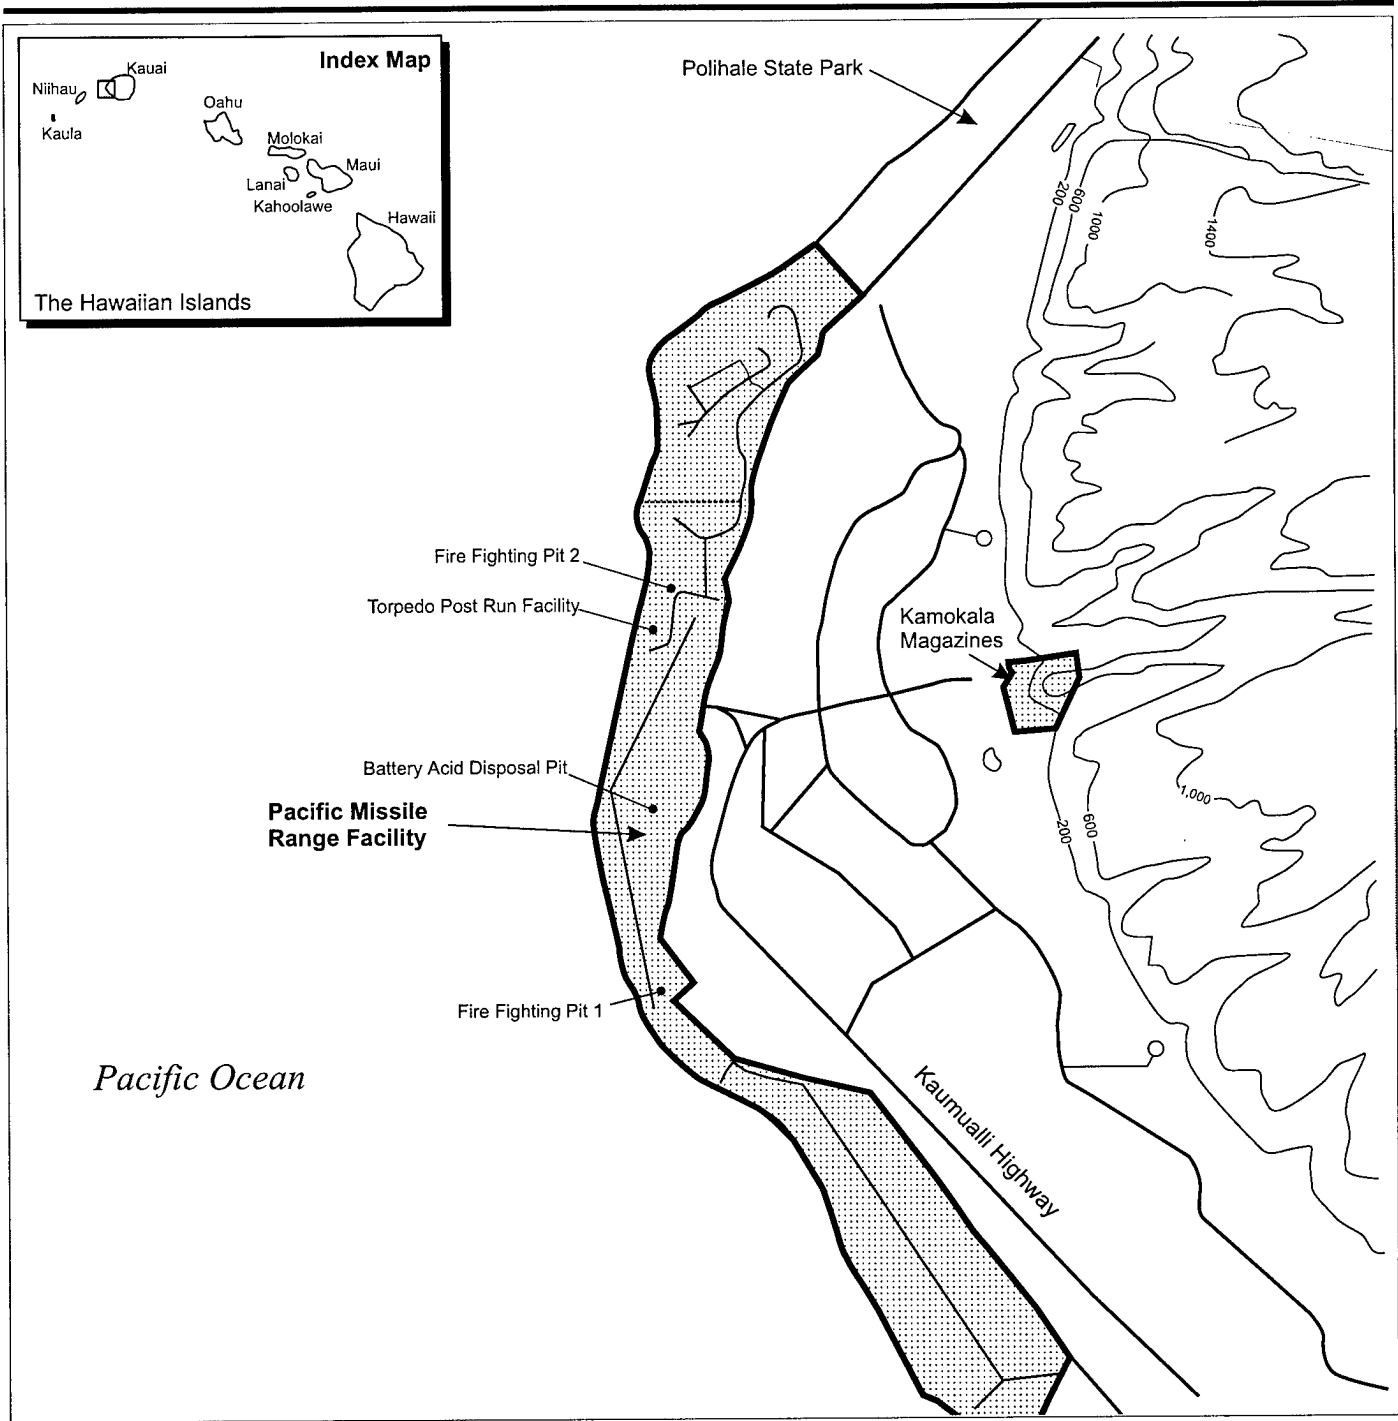 Index Map
Kauai
Niihau
Kaula
Oahu
Molokai
Maui
Lanai
Kahoolawe
Hawaii
The Hawaiian Islands
Polihale State Park
200
600
1000
1400
Fire Fighting Pit 2
Torpedo Post Run Facility
Kamokala
Magazines
Battery Acid Disposal Pit
Pacific Missile
Range Facility
1,000
600
200
Fire Fighting Pit 1
Pacific Ocean
Kaumualli Highway